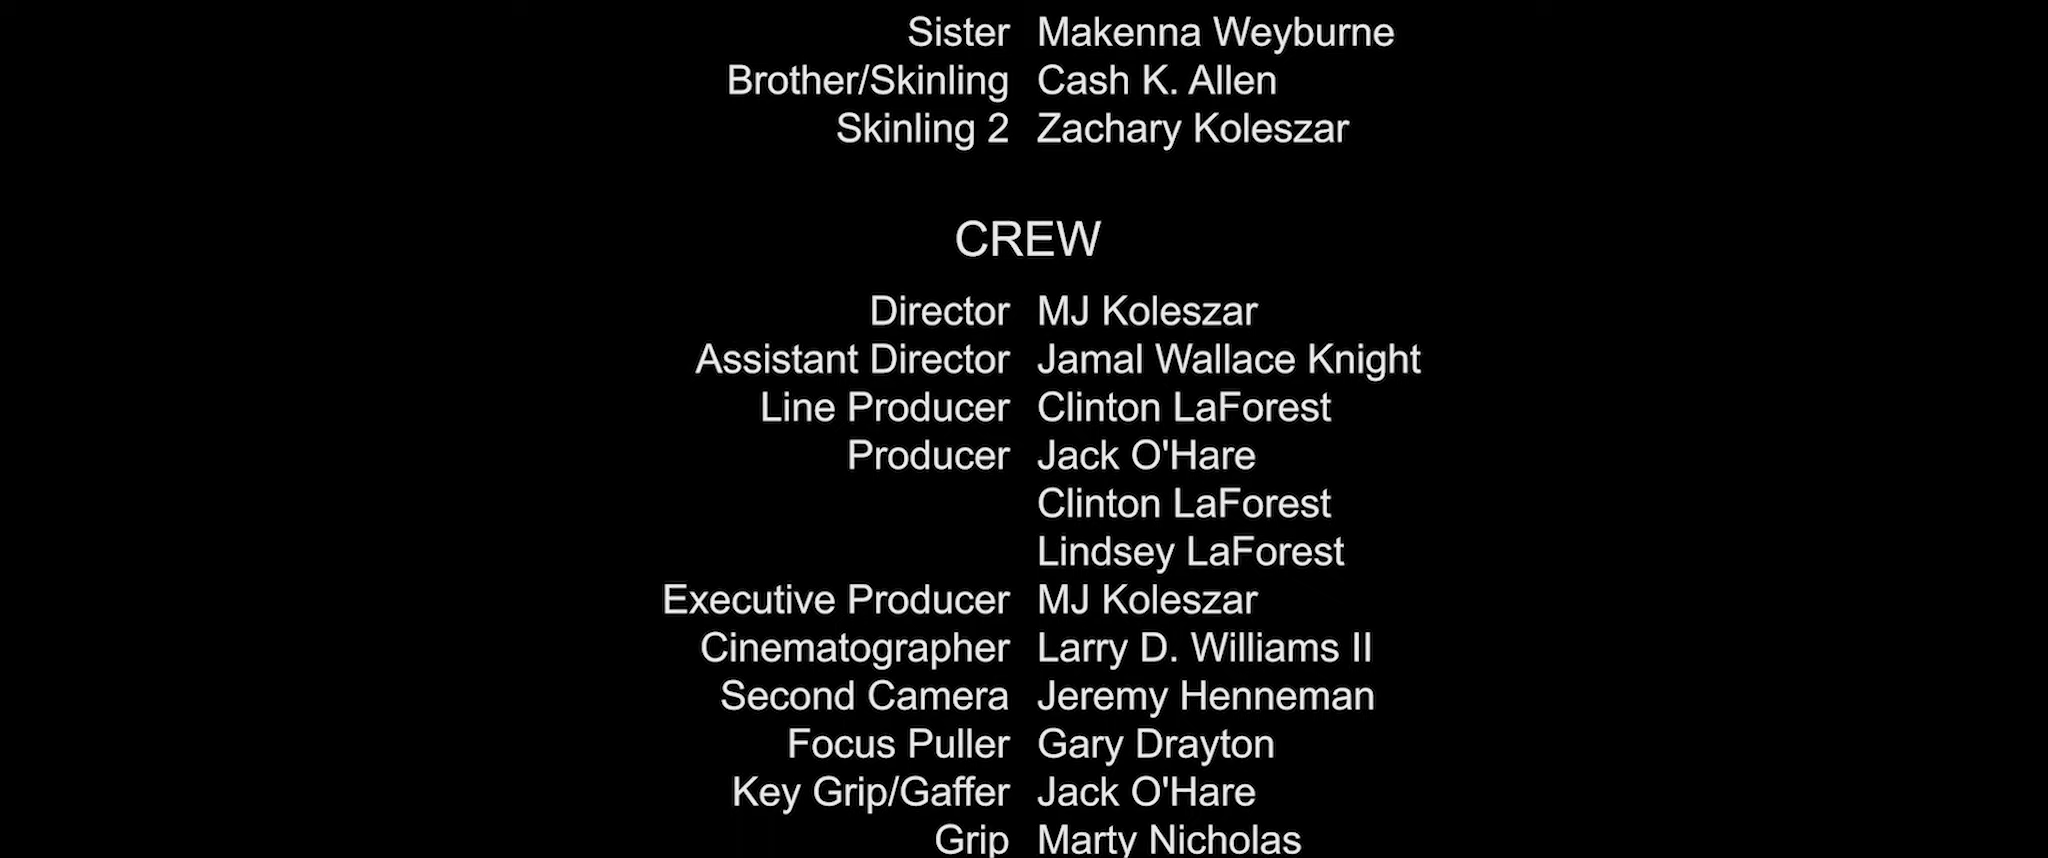 Sister Makenna Weyburne
Brother/Skinling Cash K. Allen
Skinling 2 Zachary Koleszar
CREW
Director MJ Koleszar
Assistant Director Jamal Wallace Knight
Line Producer Clinton LaForest
Producer Jack O'Hare
Clinton LaForest
Lindsey LaForest
Executive Producer MJ Koleszar
Cinematographer Larry D. Williams II
Second Camera Jeremy Henneman
Focus Puller Gary Drayton
Key Grip/Gaffer Jack O'Hare
Grip Marty Nicholas